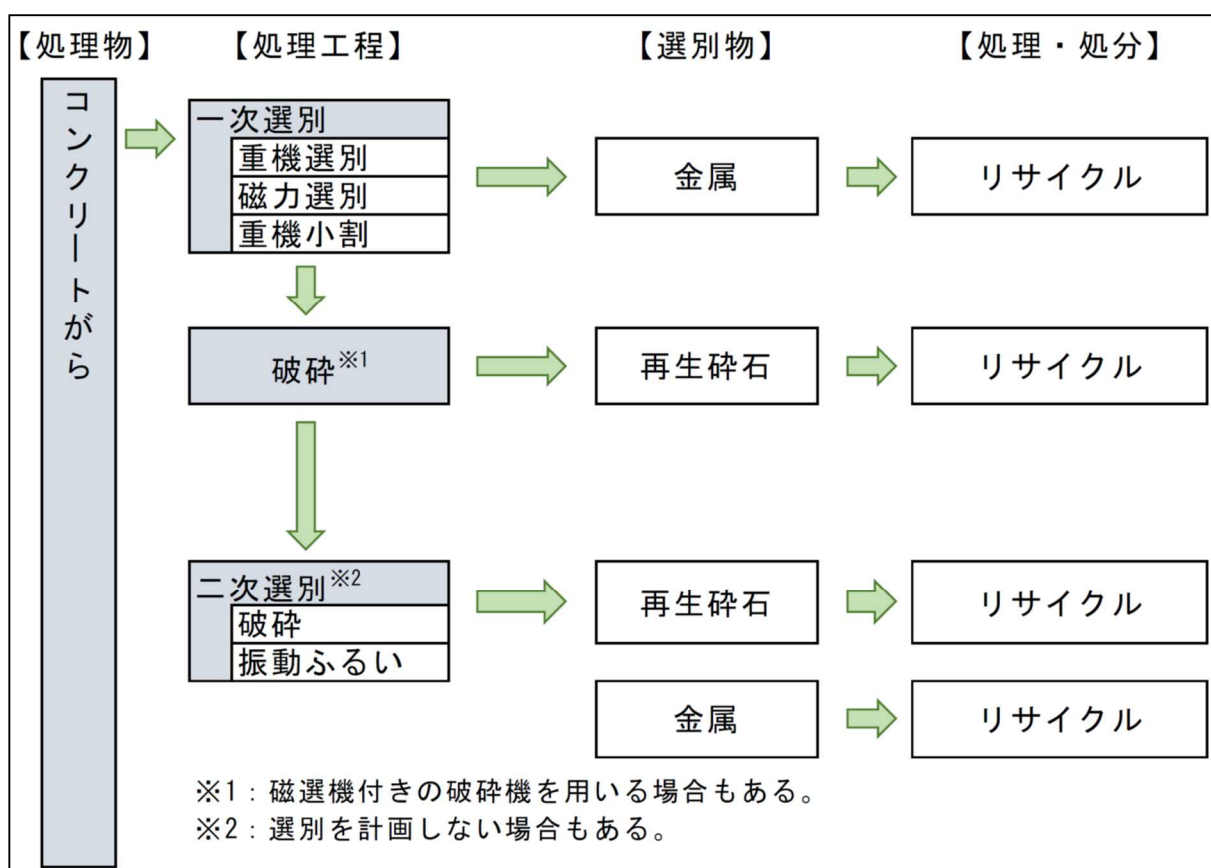 【処理物】 【処理工程】 【選別物】 【処理・処分】
コンクリートがら
一次選別
重機選別
磁力選別
重機小割
金属
リサイクル
破砕※1
再生砕石
リサイクル
二次選別※2
破砕
振動ふるい
再生砕石
リサイクル
金属
リサイクル
※1：磁選機付きの破砕機を用いる場合もある。
※2：選別を計画しない場合もある。